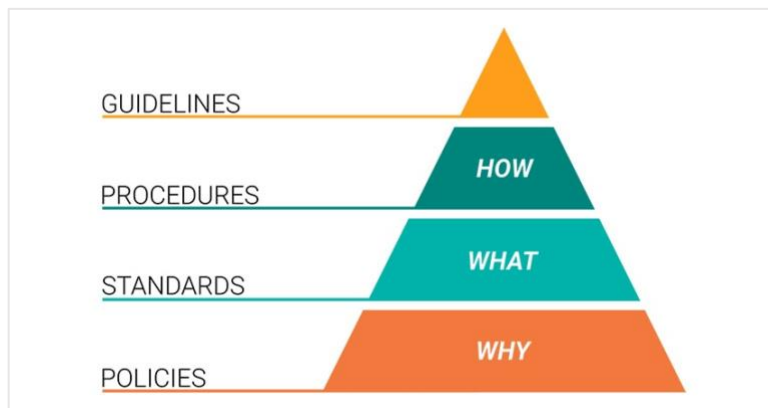 GUIDELINES
HOW
PROCEDURES
WHAT
STANDARDS
WHY
POLICIES